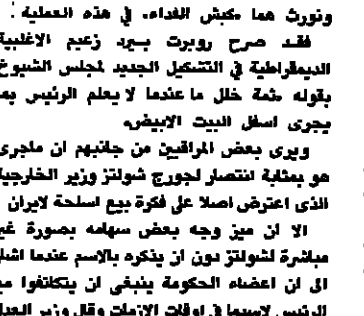 ونورث هما «كبش الفداء» في هذه العملية .
فقد صرح روبرت بيرد زعيم الاغلبية
الديمقراطية في التشكيل الجديد لمجلس الشيوخ
بقوله «ثمة خلل ما عندما لا يعلم الرئيس بما
يجرى اسفل البيت الابيض»
ويرى بعض المراقبين من جانبهم ان ماجرى
هو بمثابة انتصار لجورج شولتز وزير الخارجية
الذى اعترض اصلا على فكرة بيع اسلحة لايران
الا ان ميز وجه بعض سهامه بصورة غير
مباشرة لشولتز دون ان يذكره بالاسم عندما اشار
الى ان اعضاء الحكومة ينبغى ان يتكاتفوا مع
الرئيس لاسيما في اوقات الازمات وقال وزير العدل